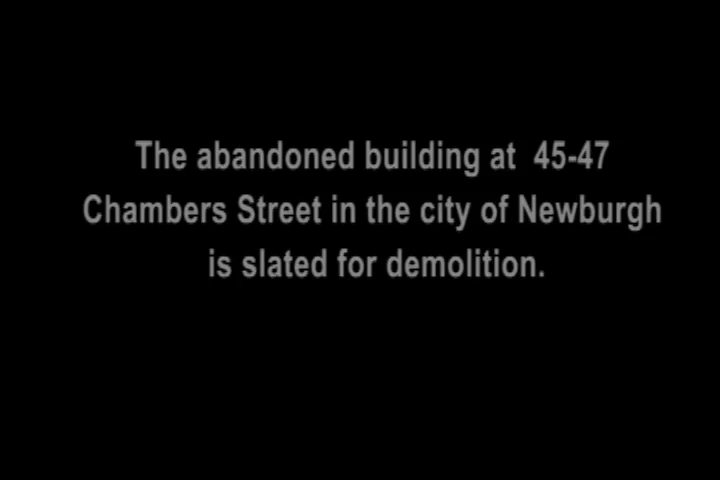 The abandoned building at 45-47
Chambers Street in the city of Newburgh
is slated for demolition.